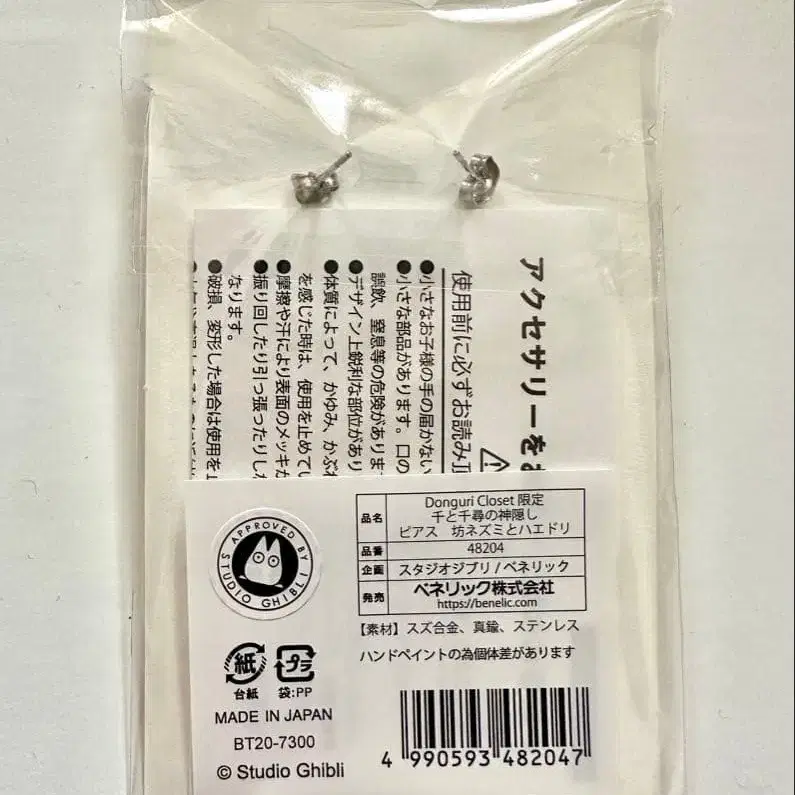 アクセサリーを
使用前に必ずお読み
●小さなお子様の手の届かない
●小さな部品があります。口の
誤飲、窒息等の危険がありま
●デザイン上鋭利な部位があり
●体質によって、かゆみ、かぶ
を感じた時は、使用を止めてい
●摩擦や汗により表面のメッキが
●振り回したり引っ張ったりし
なります。
●破損、変形した場合は使用を
APPROVED BY
STUDIO GHIBLI
品名 Donguri Closet 限定
千と千尋の神隠し
ピアス 坊ネズミとハエドリ
品番 48204
企画 スタジオジブリ / ベネリック
発売 ベネリック株式会社
https://benelic.com
【素材】スズ合金、真鍮、ステンレス
ハンドペイントの為個体差があります
紙 プラ
台紙 袋:PP
MADE IN JAPAN
BT20-7300
© Studio Ghibli
4 990593 482047